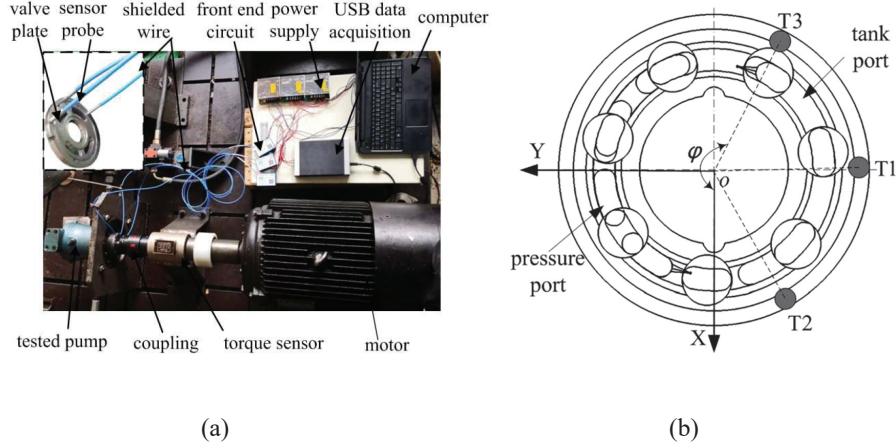 valve plate
sensor probe
shielded wire
front end circuit
power supply
USB data acquisition
computer
tested pump
coupling
torque sensor
motor
(a)
T3
tank port
Y
φ
o
T1
pressure port
T2
X
(b)